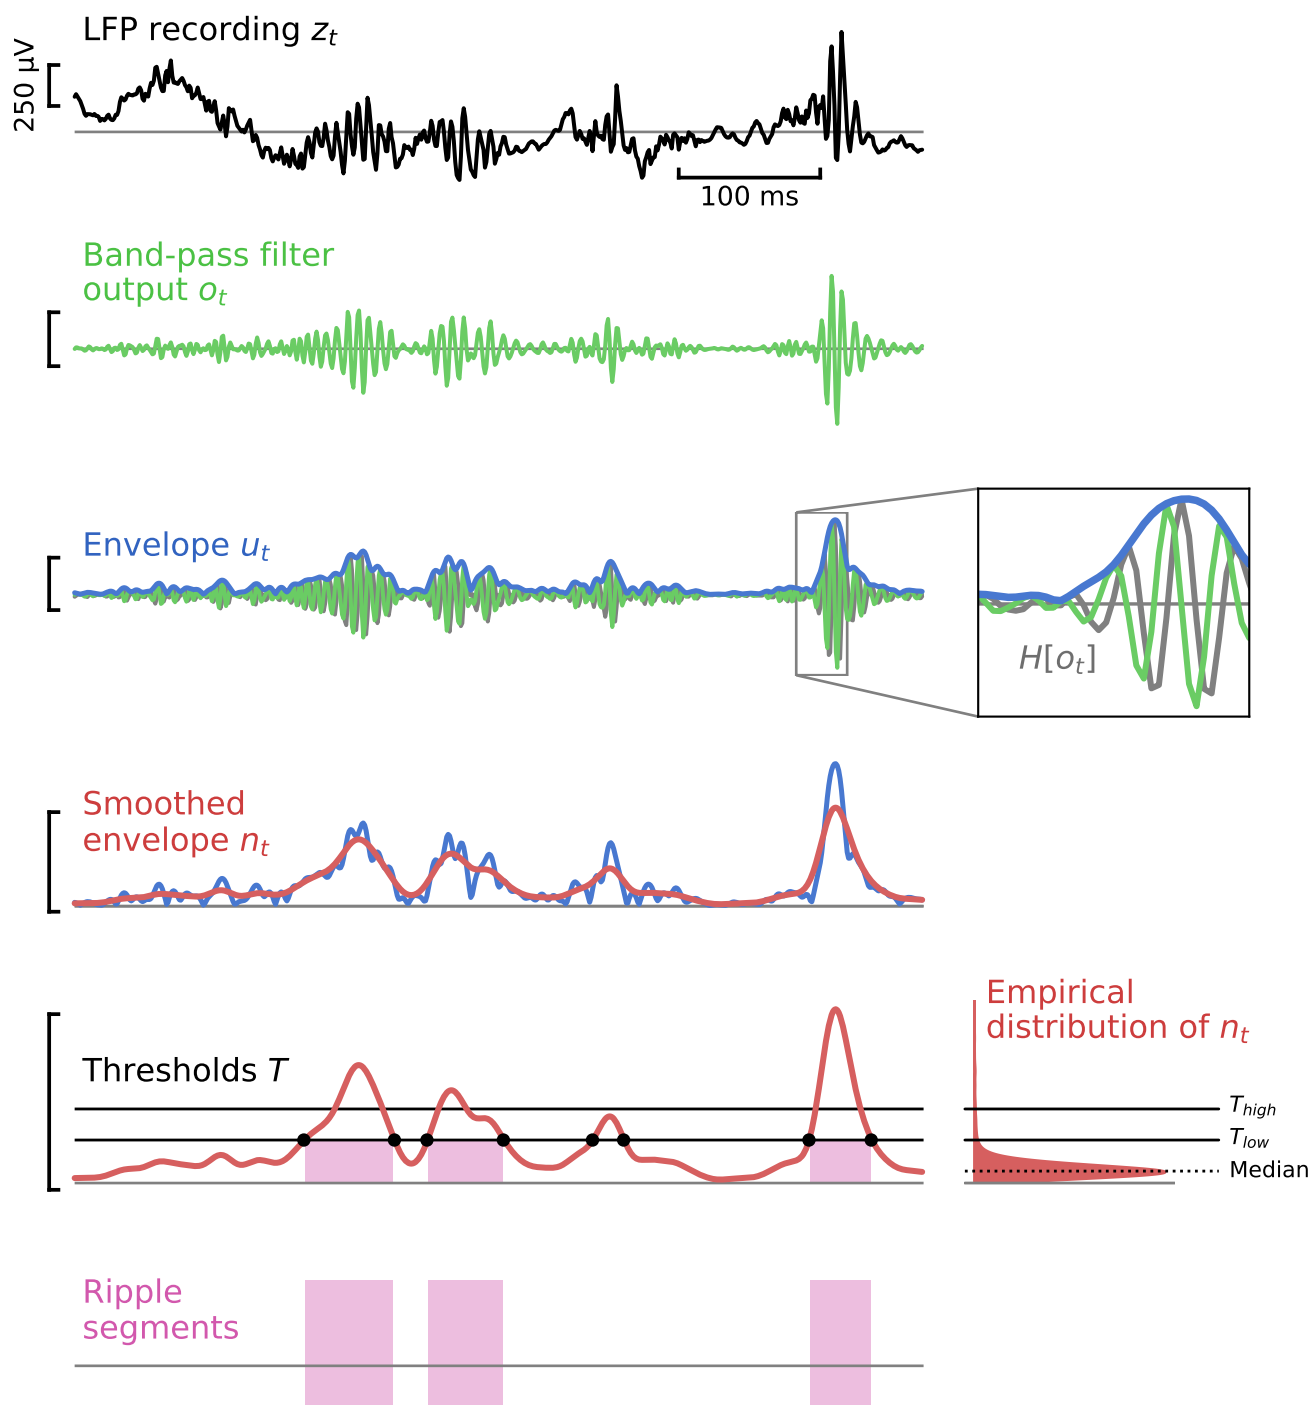 LFP recording z_t
250 µV
100 ms
Band-pass filter
output o_t
Envelope u_t
H[o_t]
Smoothed
envelope n_t
Empirical
distribution of n_t
Thresholds T
T_high
T_low
Median
Ripple
segments